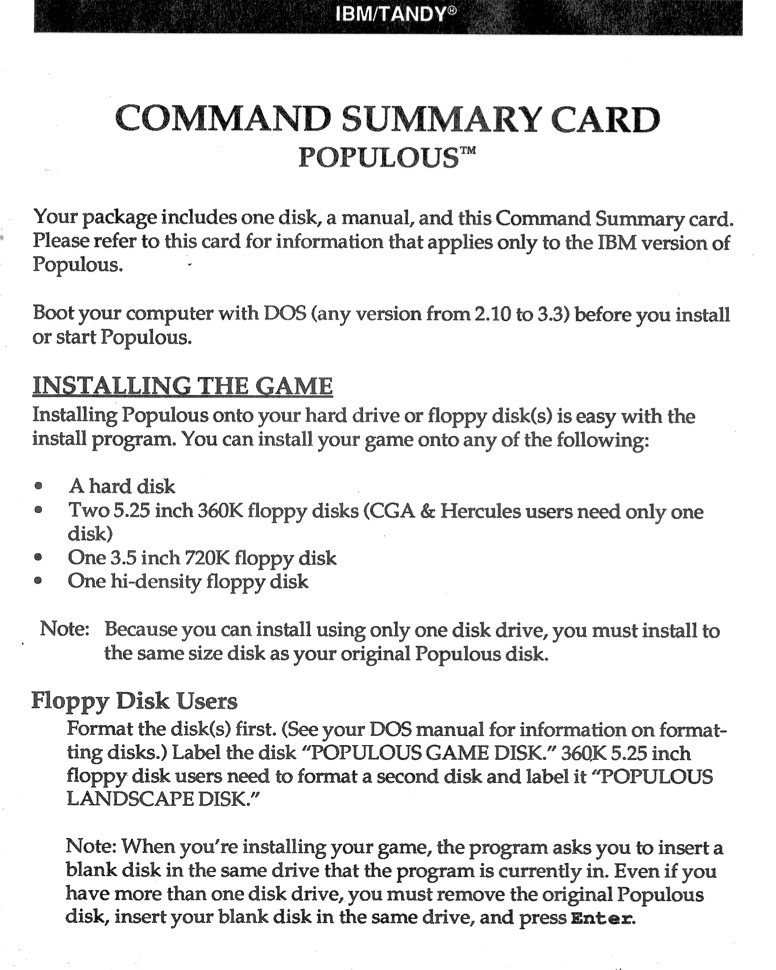 IBM/TANDY®
COMMAND SUMMARY CARD
POPULOUS™
Your package includes one disk, a manual, and this Command Summary card.
Please refer to this card for information that applies only to the IBM version of
Populous.
Boot your computer with DOS (any version from 2.10 to 3.3) before you install
or start Populous.
INSTALLING THE GAME
Installing Populous onto your hard drive or floppy disk(s) is easy with the
install program. You can install your game onto any of the following:
• A hard disk
• Two 5.25 inch 360K floppy disks (CGA & Hercules users need only one
disk)
• One 3.5 inch 720K floppy disk
• One hi-density floppy disk
Note: Because you can install using only one disk drive, you must install to
the same size disk as your original Populous disk.
Floppy Disk Users
Format the disk(s) first. (See your DOS manual for information on format-
ting disks.) Label the disk “POPULOUS GAME DISK.” 360K 5.25 inch
floppy disk users need to format a second disk and label it “POPULOUS
LANDSCAPE DISK.”
Note: When you're installing your game, the program asks you to insert a
blank disk in the same drive that the program is currently in. Even if you
have more than one disk drive, you must remove the original Populous
disk, insert your blank disk in the same drive, and press Enter.